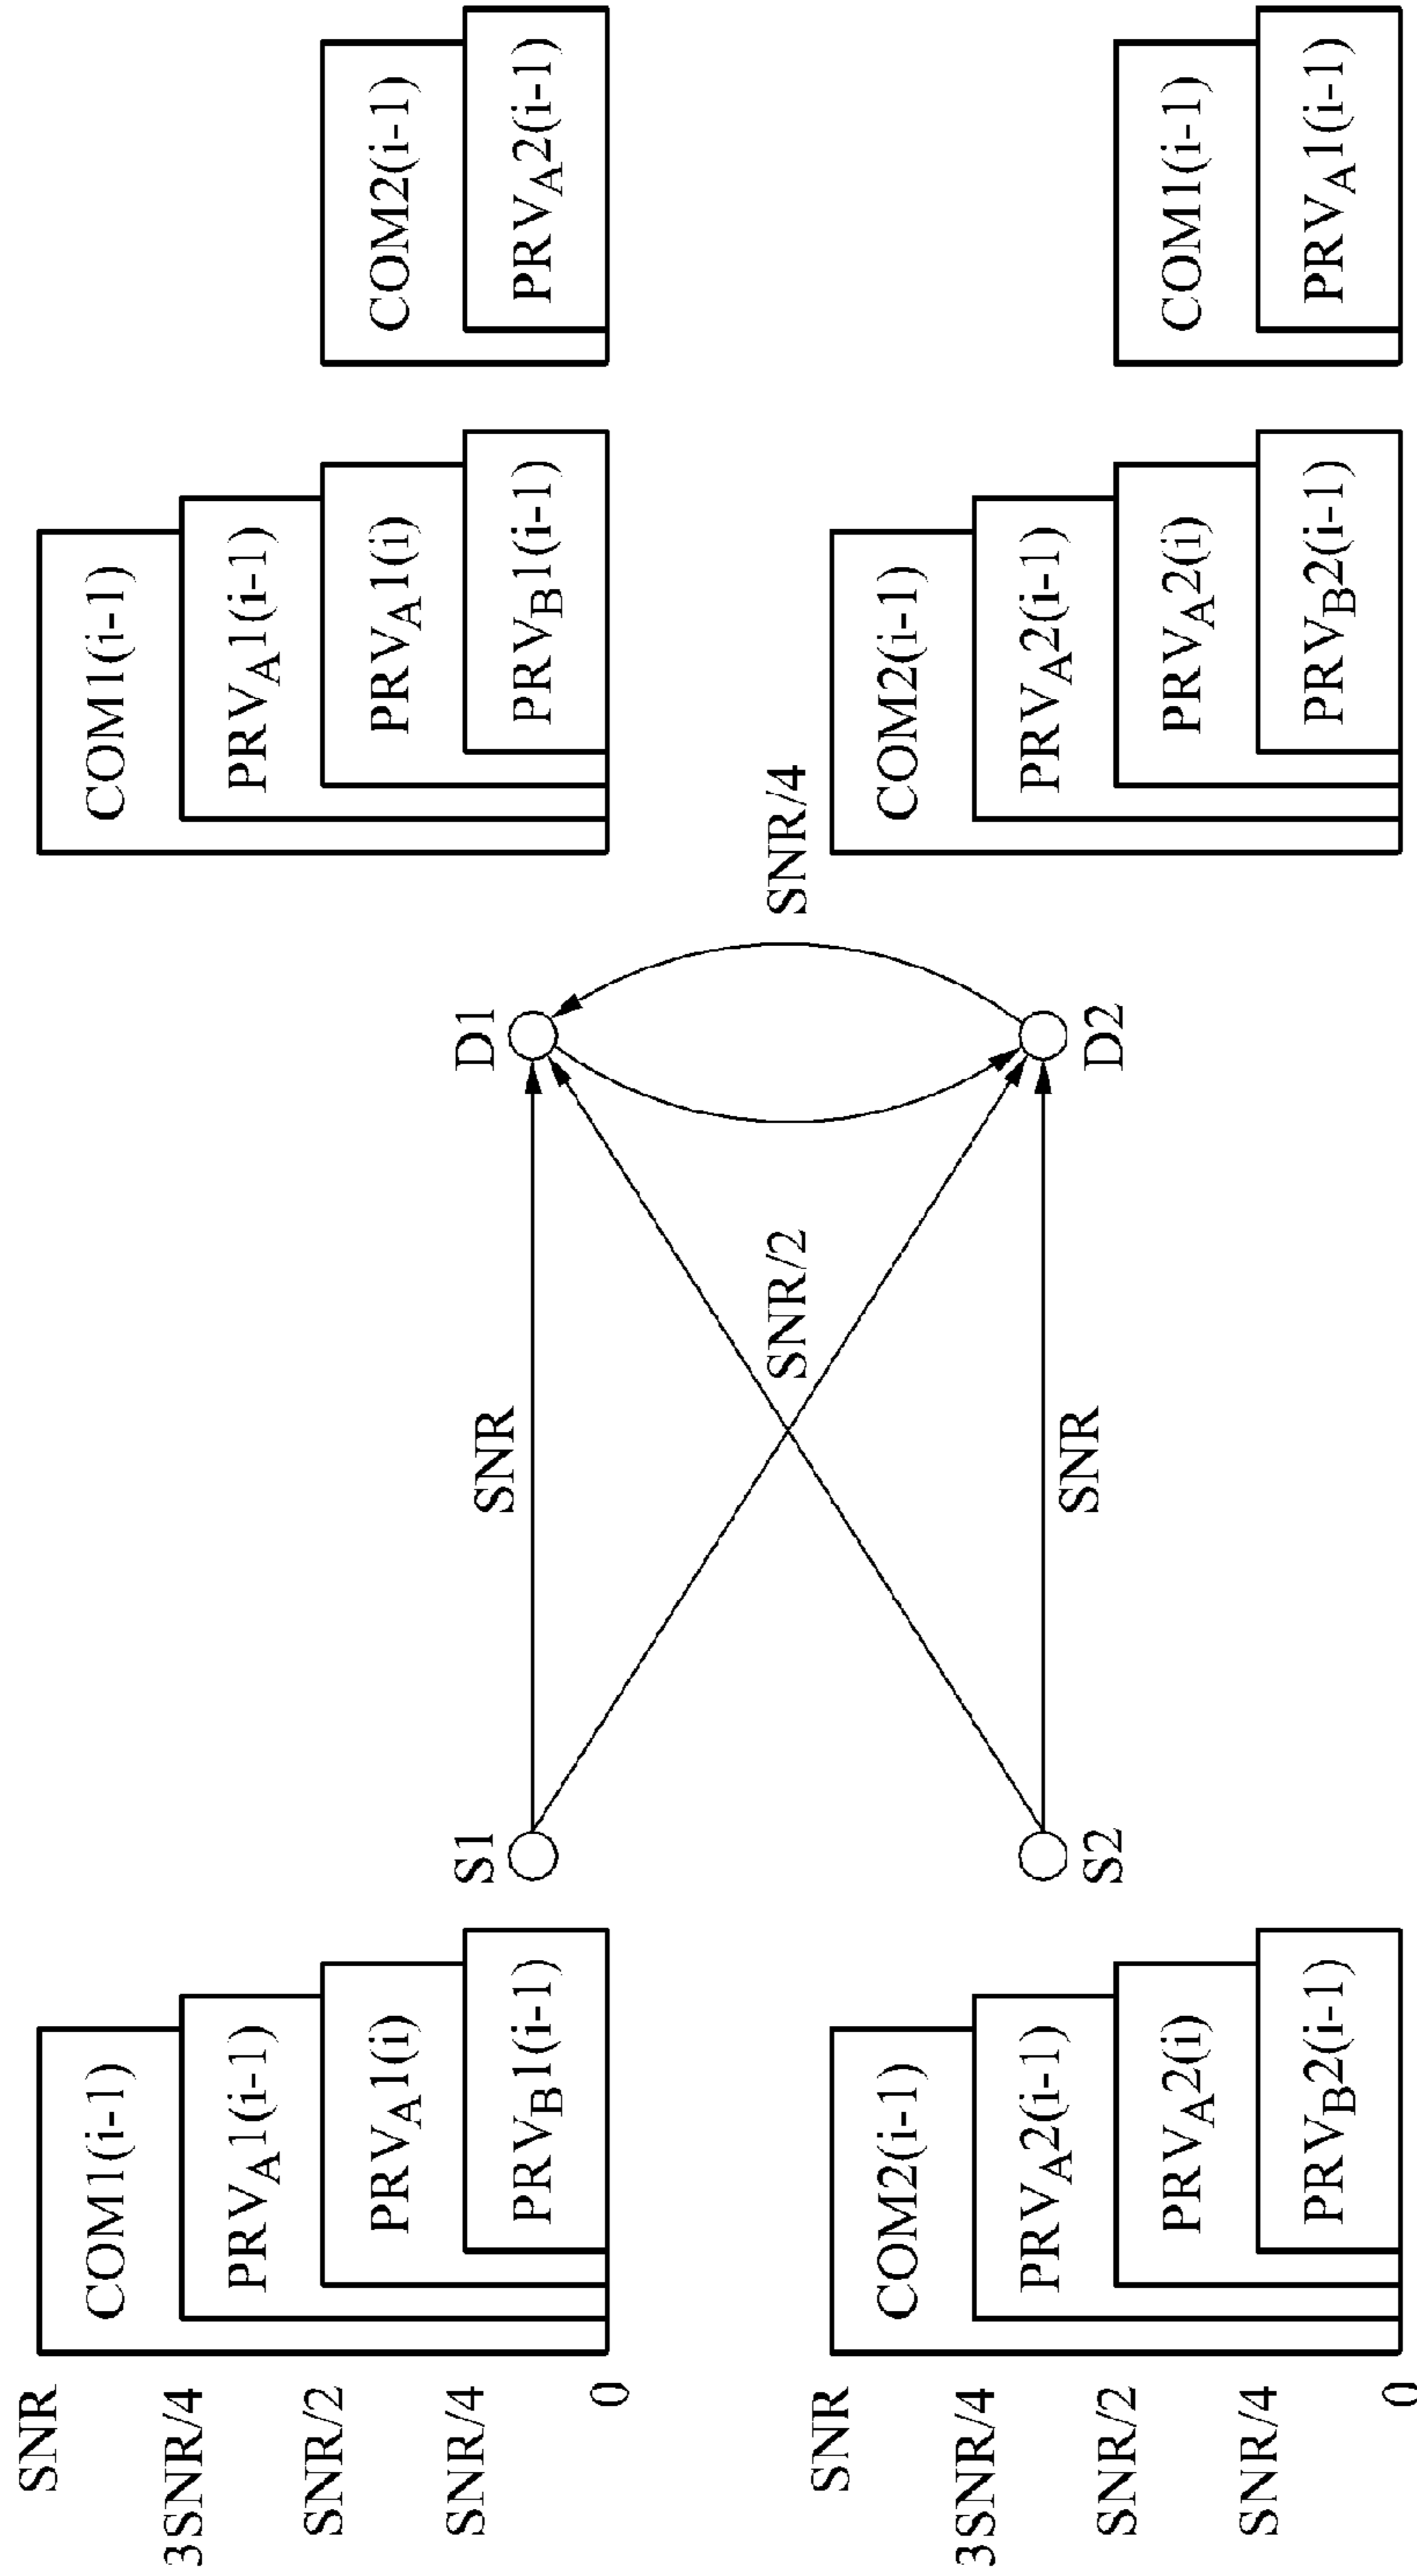 SNR
3SNR/4
SNR/2
SNR/4
0
COM1(i-1)
PRVA1(i-1)
PRVA1(i)
PRVB1(i-1)
S1
SNR
D1
COM1(i-1)
PRVA1(i-1)
PRVA1(i)
PRVB1(i-1)
COM2(i-1)
PRVA2(i-1)
SNR/2
SNR/4
SNR
3SNR/4
SNR/2
SNR/4
0
COM2(i-1)
PRVA2(i-1)
PRVA2(i)
PRVB2(i-1)
S2
SNR
D2
COM2(i-1)
PRVA2(i-1)
PRVA2(i)
PRVB2(i-1)
COM1(i-1)
PRVA1(i-1)